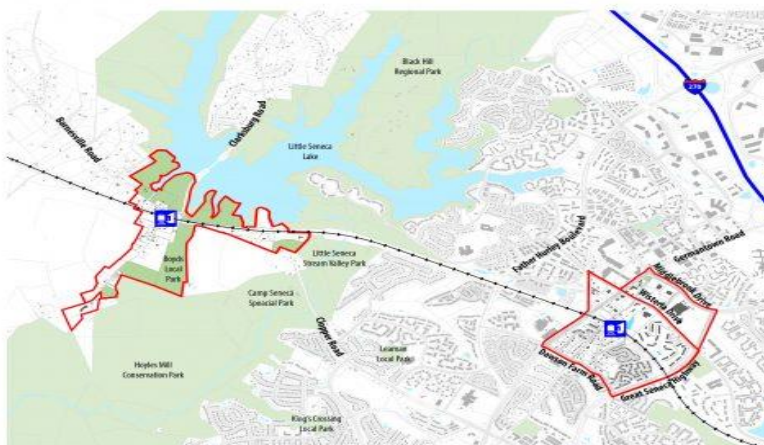 Black Hill
Regional Park
270
Barnesville Road
Clarksburg Road
Little Seneca
Lake
Father Hurley Boulevard
Germantown Road
Boyds
Local
Park
Little Seneca
Stream Valley Park
Middlebrook Drive
Wisteria Drive
Camp Seneca
Speacial Park
Clopper Road
Leaman
Local Park
Dawson Farm Road
Great Seneca Highway
Hoyles Mill
Conservation Park
King's Crossing
Local Park